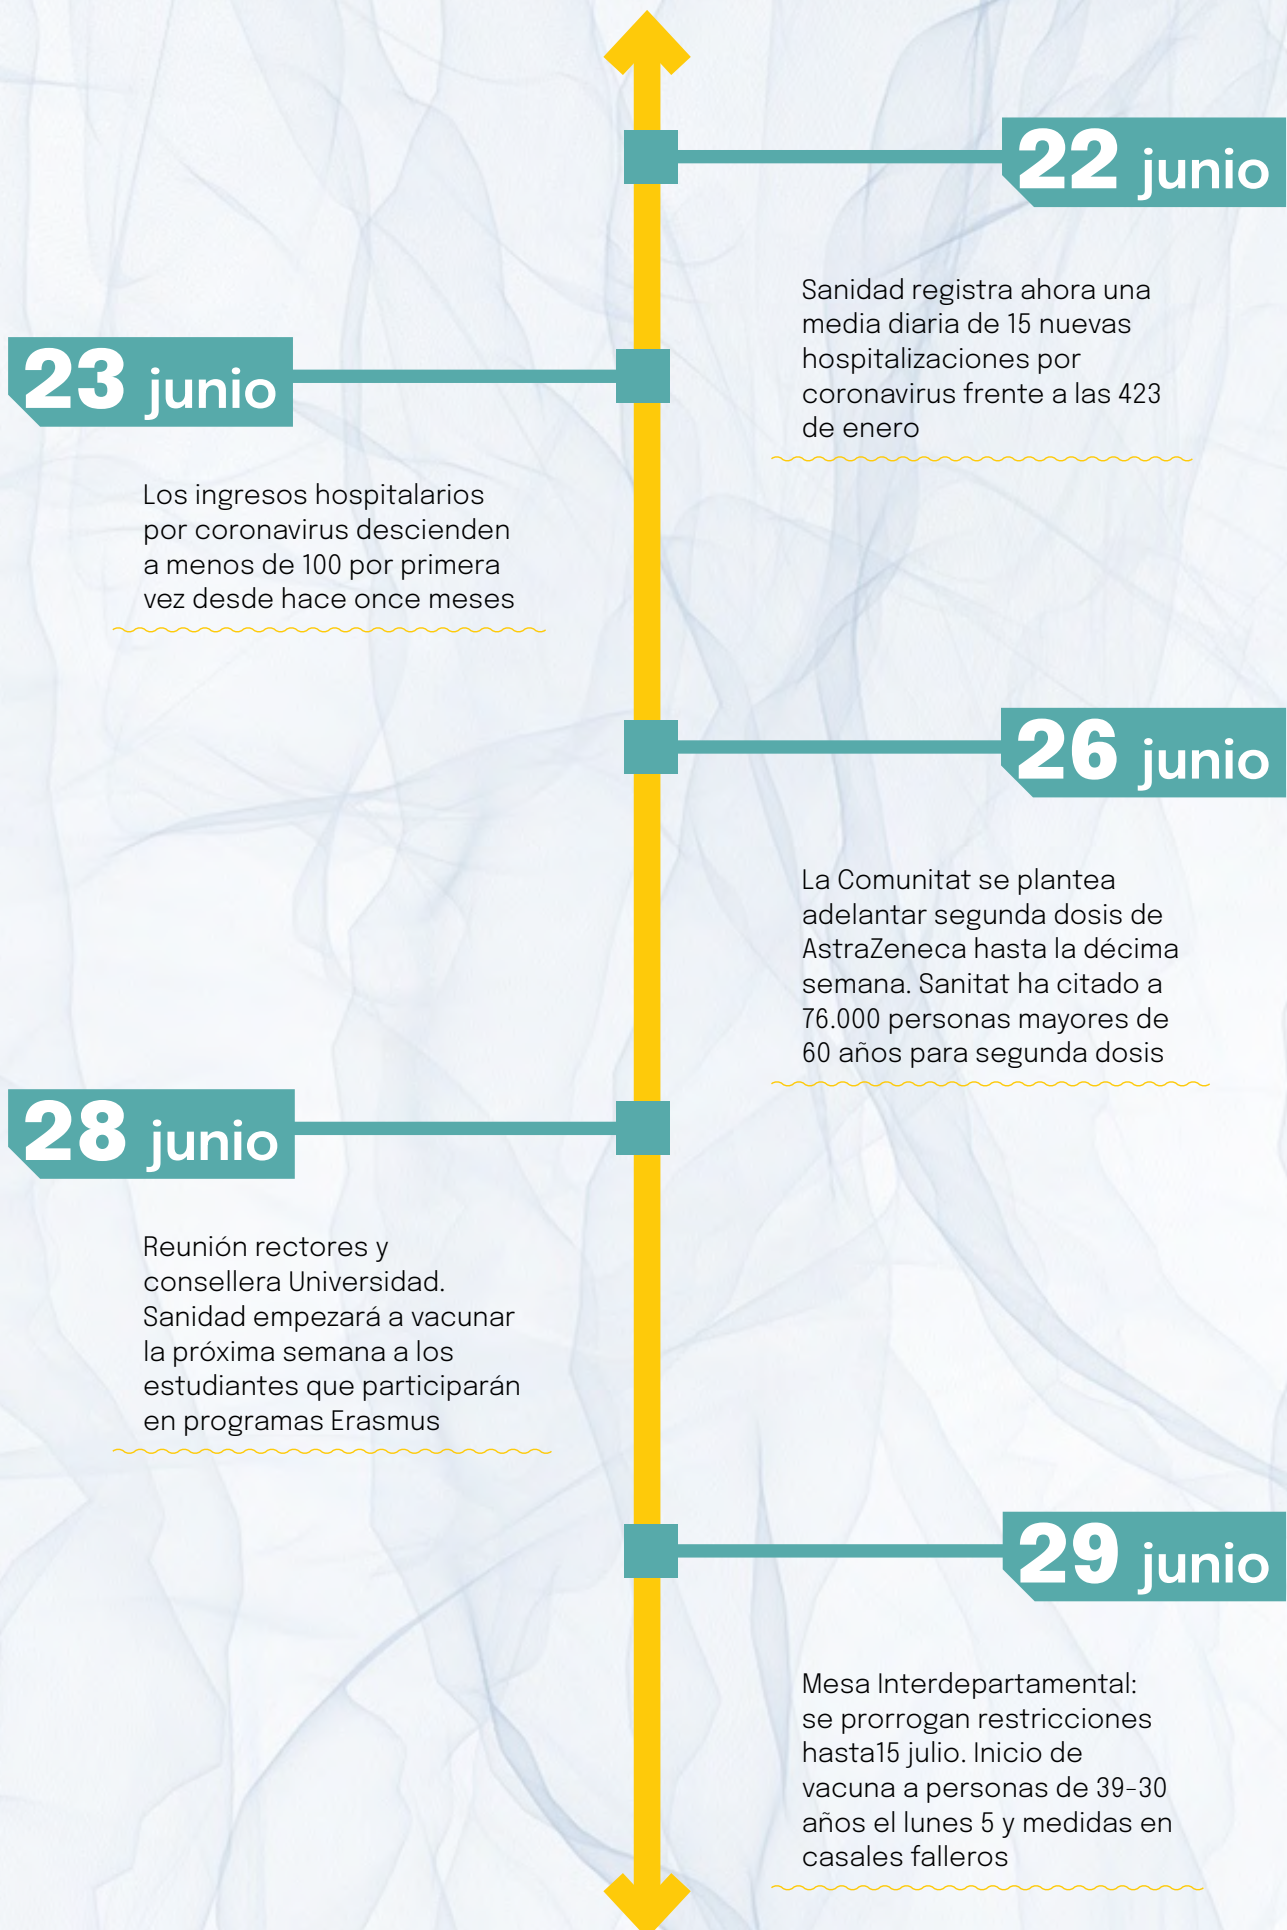 22 junio
Sanidad registra ahora una
media diaria de 15 nuevas
hospitalizaciones por
coronavirus frente a las 423
de enero
23 junio
Los ingresos hospitalarios
por coronavirus descienden
a menos de 100 por primera
vez desde hace once meses
26 junio
La Comunitat se plantea
adelantar segunda dosis de
AstraZeneca hasta la décima
semana. Sanitat ha citado a
76.000 personas mayores de
60 años para segunda dosis
28 junio
Reunión rectores y
consellera Universidad.
Sanidad empezará a vacunar
la próxima semana a los
estudiantes que participarán
en programas Erasmus
29 junio
Mesa Interdepartamental:
se prorrogan restricciones
hasta15 julio. Inicio de
vacuna a personas de 39-30
años el lunes 5 y medidas en
casales falleros